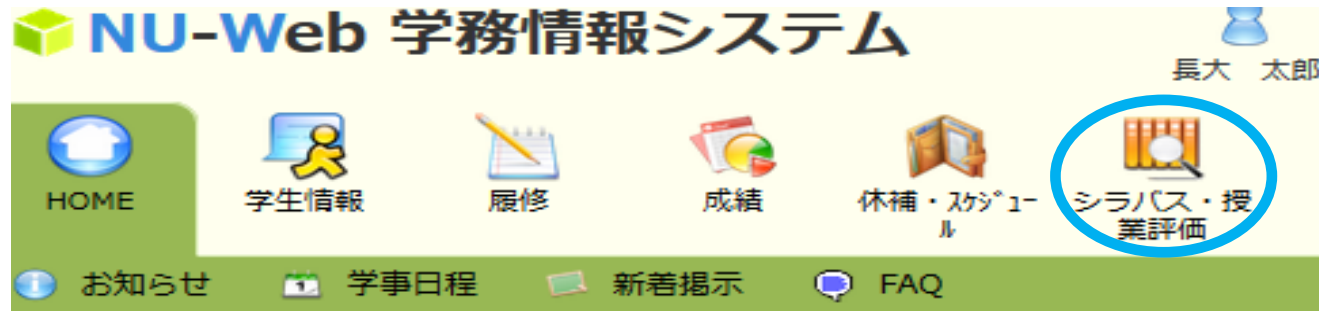 NU-Web 学務情報システム
長大　太郎
HOME
学生情報
履修
成績
休補・ｽｹｼﾞｭｰ
ﾙ
シラバス・授
業評価
お知らせ
学事日程
新着掲示
FAQ